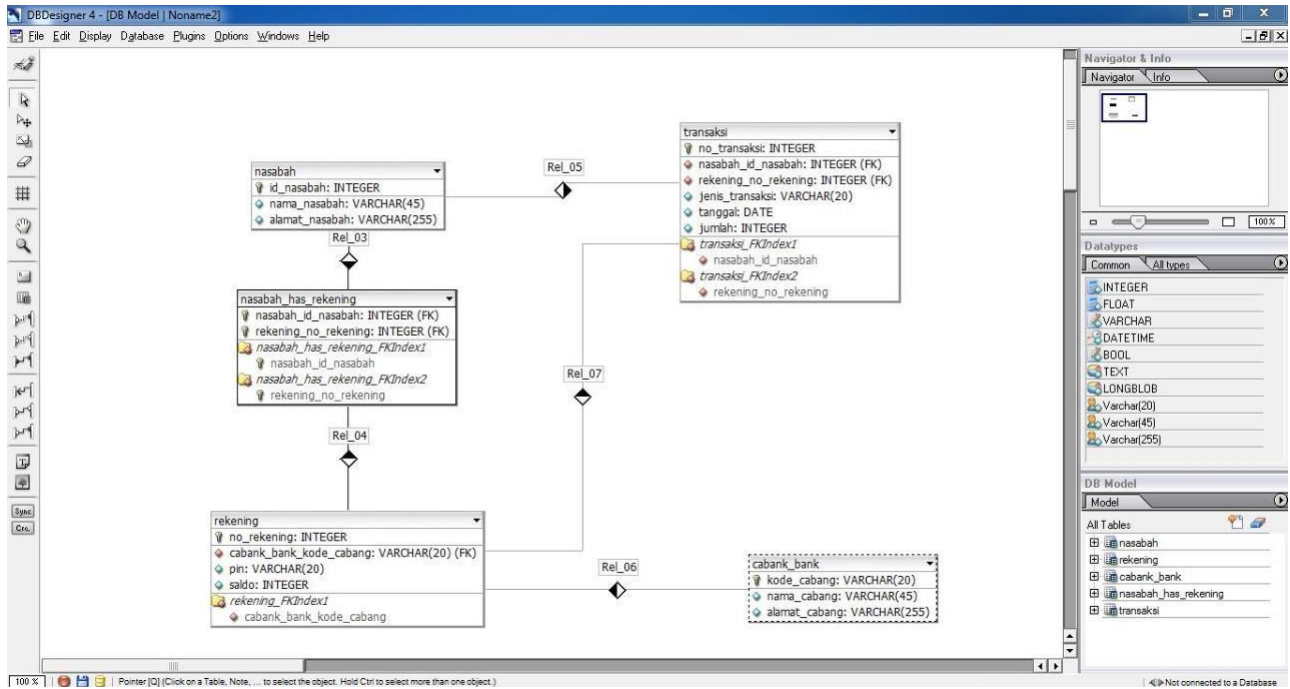 DBDesigner 4 - [DB Model | Noname2]
File Edit Display Database Plugins Options Windows Help
Navigator & Info
Navigator Info
100%
Datatypes
Common All types
INTEGER
FLOAT
VARCHAR
DATETIME
BOOL
TEXT
LONGBLOB
Varchar(20)
Varchar(45)
Varchar(255)
DB Model
Model
All Tables
nasabah
rekening
cabank_bank
nasabah_has_rekening
transaksi
Sync
Cre.
nasabah
id_nasabah: INTEGER
nama_nasabah: VARCHAR(45)
alamat_nasabah: VARCHAR(255)
Rel_05
transaksi
no_transaksi: INTEGER
nasabah_id_nasabah: INTEGER (FK)
rekening_no_rekening: INTEGER (FK)
jenis_transaksi: VARCHAR(20)
tanggal: DATE
jumlah: INTEGER
transaksi_FKIndex1
nasabah_id_nasabah
transaksi_FKIndex2
rekening_no_rekening
Rel_03
nasabah_has_rekening
nasabah_id_nasabah: INTEGER (FK)
rekening_no_rekening: INTEGER (FK)
nasabah_has_rekening_FKIndex1
nasabah_id_nasabah
nasabah_has_rekening_FKIndex2
rekening_no_rekening
Rel_07
Rel_04
rekening
no_rekening: INTEGER
cabank_bank_kode_cabang: VARCHAR(20) (FK)
pin: VARCHAR(20)
saldo: INTEGER
rekening_FKIndex1
cabank_bank_kode_cabang
Rel_06
cabank_bank
kode_cabang: VARCHAR(20)
nama_cabang: VARCHAR(45)
alamat_cabang: VARCHAR(255)
100 % Pointer [Q] (Click on a Table, Note, ... to select the object. Hold Ctrl to select more than one object.) Not connected to a Database